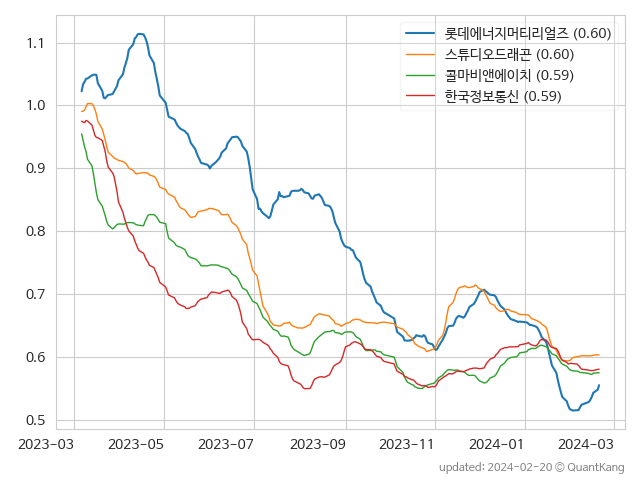 롯데에너지머티리얼즈 (0.60)
스튜디오드래곤 (0.60)
콜마비앤에이치 (0.59)
한국정보통신 (0.59)
1.1
1.0
0.9
0.8
0.7
0.6
0.5
2023-03 2023-05 2023-07 2023-09 2023-11 2024-01 2024-03
updated: 2024-02-20 © QuantKang